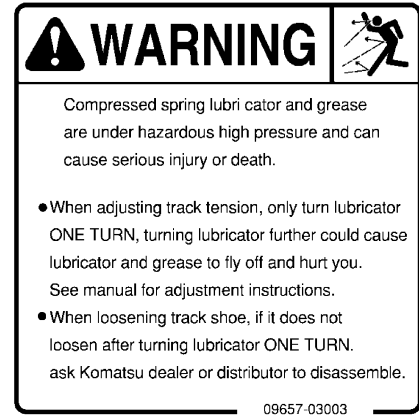 WARNING
Compressed spring lubri cator and grease
are under hazardous high pressure and can
cause serious injury or death.
● When adjusting track tension, only turn lubricator
ONE TURN, turning lubricator further could cause
lubricator and grease to fly off and hurt you.
See manual for adjustment instructions.
● When loosening track shoe, if it does not
loosen after turning lubricator ONE TURN.
ask Komatsu dealer or distributor to disassemble.
09657-03003